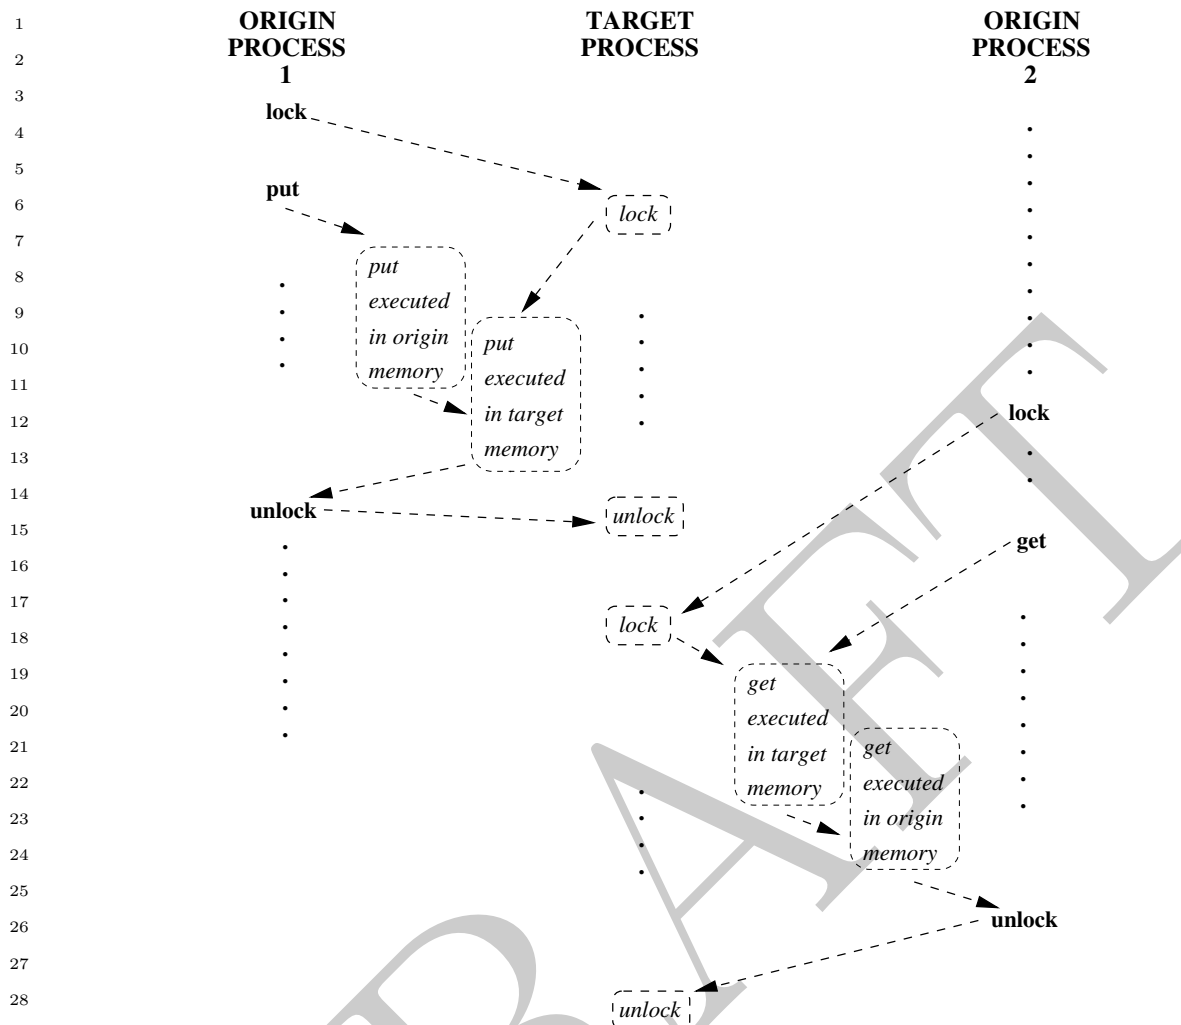 1 ORIGIN TARGET ORIGIN
PROCESS PROCESS PROCESS
2
1 2
3
lock
4
5
put
6 lock
7
8 put
9 executed
10 in origin put
11 memory executed
12 in target lock
13 memory
14
unlock unlock
15
get
16
17
18 lock
19 get
20 executed
21 in target get
22 memory executed
23 in origin
24 memory
25
26 unlock
27
28 unlock
DRAFT